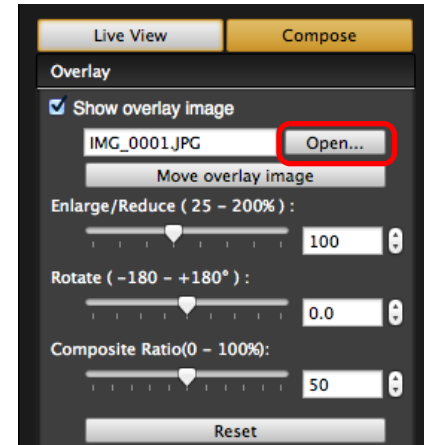 Live View Compose
Overlay
Show overlay image
IMG_0001.JPG Open...
Move overlay image
Enlarge/Reduce ( 25 – 200% ) :
100
Rotate ( –180 – +180° ) :
0.0
Composite Ratio(0 – 100%):
50
Reset